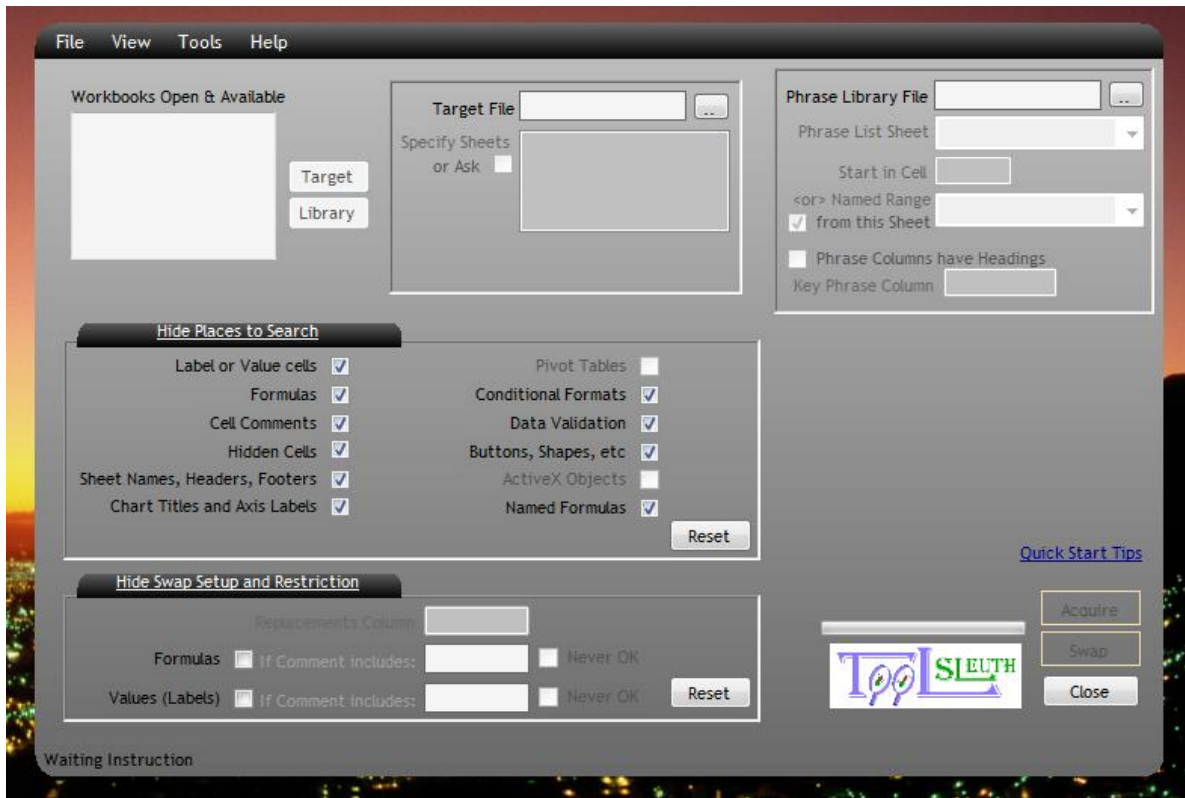 File View Tools Help
Workbooks Open & Available
Target
Library
Target File
..
Specify Sheets
or Ask
Phrase Library File
..
Phrase List Sheet
Start in Cell
<or> Named Range
from this Sheet
Phrase Columns have Headings
Key Phrase Column
Hide Places to Search
Label or Value cells
Pivot Tables
Formulas
Conditional Formats
Cell Comments
Data Validation
Hidden Cells
Buttons, Shapes, etc
Sheet Names, Headers, Footers
ActiveX Objects
Chart Titles and Axis Labels
Named Formulas
Reset
Quick Start Tips
Hide Swap Setup and Restriction
Replacements Column
Formulas If Comment includes: Never OK
Values (Labels) If Comment includes: Never OK
Reset
Acquire
Swap
Close
TOOL SLEUTH
Waiting Instruction